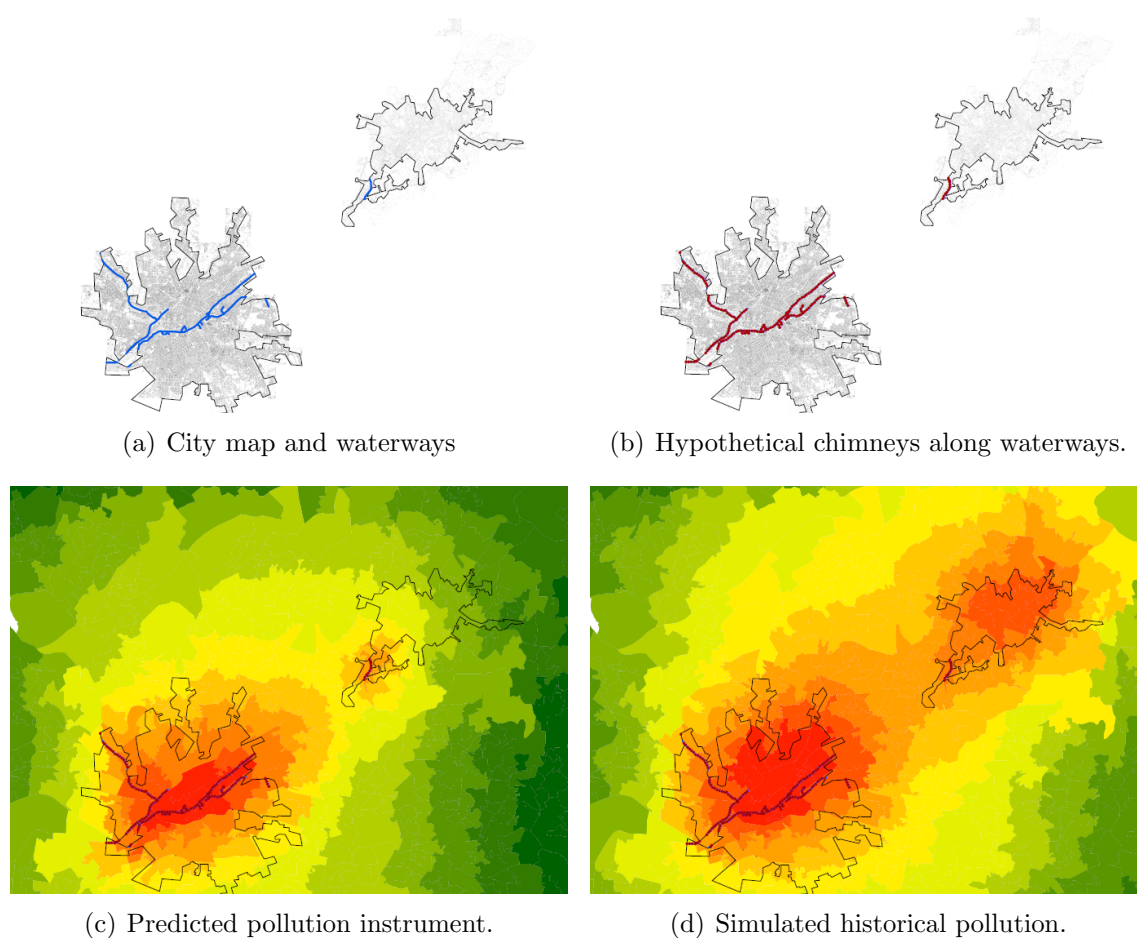 (a) City map and waterways
(b) Hypothetical chimneys along waterways.
(c) Predicted pollution instrument.
(d) Simulated historical pollution.